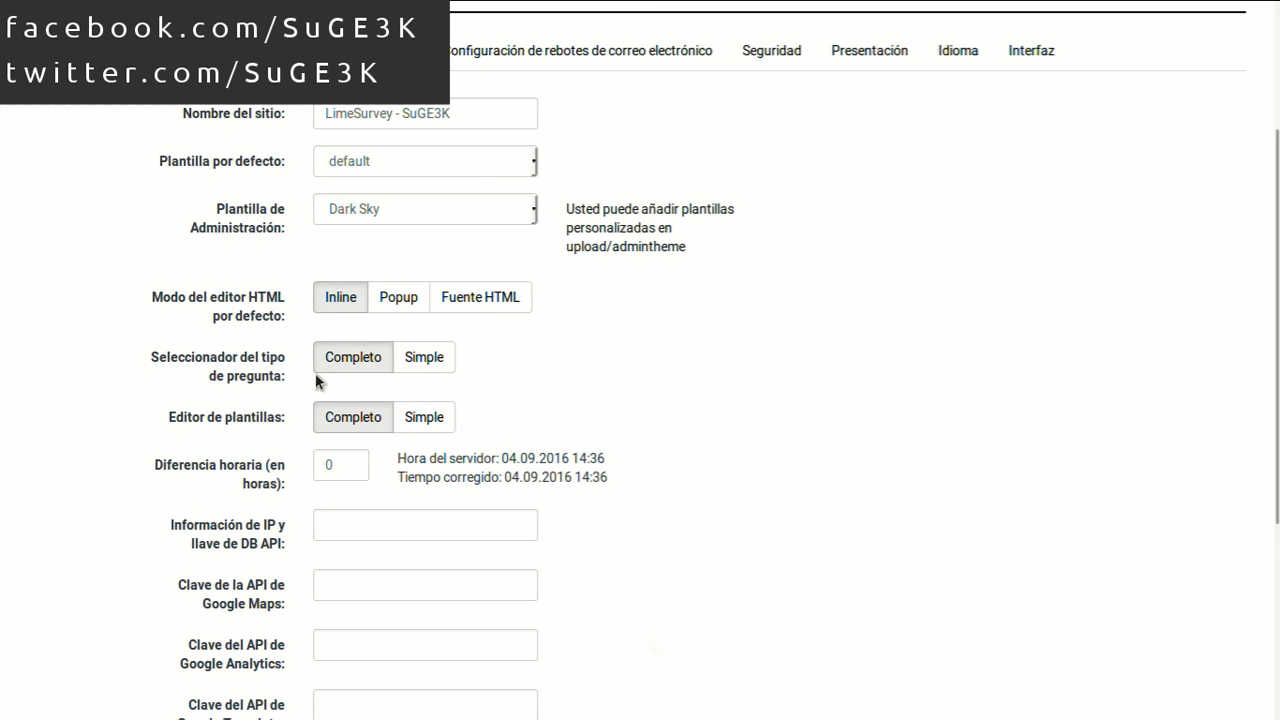 facebook.com/SuGE3K
twitter.com/SuGE3K
onfiguración de rebotes de correo electrónico Seguridad Presentación Idioma Interfaz
Nombre del sitio: LimeSurvey - SuGE3K
Plantilla por defecto: default
Plantilla de Administración: Dark Sky
Usted puede añadir plantillas
personalizadas en
upload/admintheme
Modo del editor HTML
por defecto:
Inline Popup Fuente HTML
Seleccionador del tipo
de pregunta:
Completo Simple
Editor de plantillas: Completo Simple
Diferencia horaria (en
horas):
0
Hora del servidor: 04.09.2016 14:36
Tiempo corregido: 04.09.2016 14:36
Información de IP y
llave de DB API:
Clave de la API de
Google Maps:
Clave del API de
Google Analytics:
Clave del API de